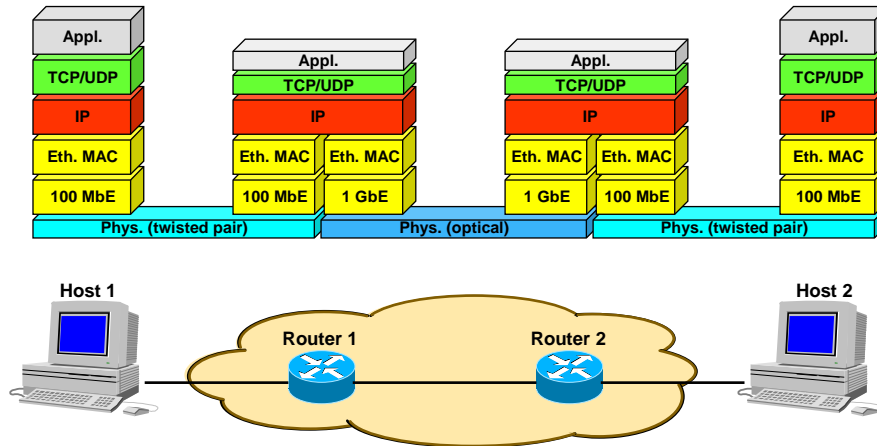 Appl.
TCP/UDP
IP
Eth. MAC
100 MbE
Appl.
TCP/UDP
IP
Eth. MAC
Eth. MAC
100 MbE
1 GbE
Appl.
TCP/UDP
IP
Eth. MAC
Eth. MAC
1 GbE
100 MbE
Appl.
TCP/UDP
IP
Eth. MAC
100 MbE
Phys. (twisted pair)
Phys. (optical)
Phys. (twisted pair)
Host 1
Router 1
Router 2
Host 2